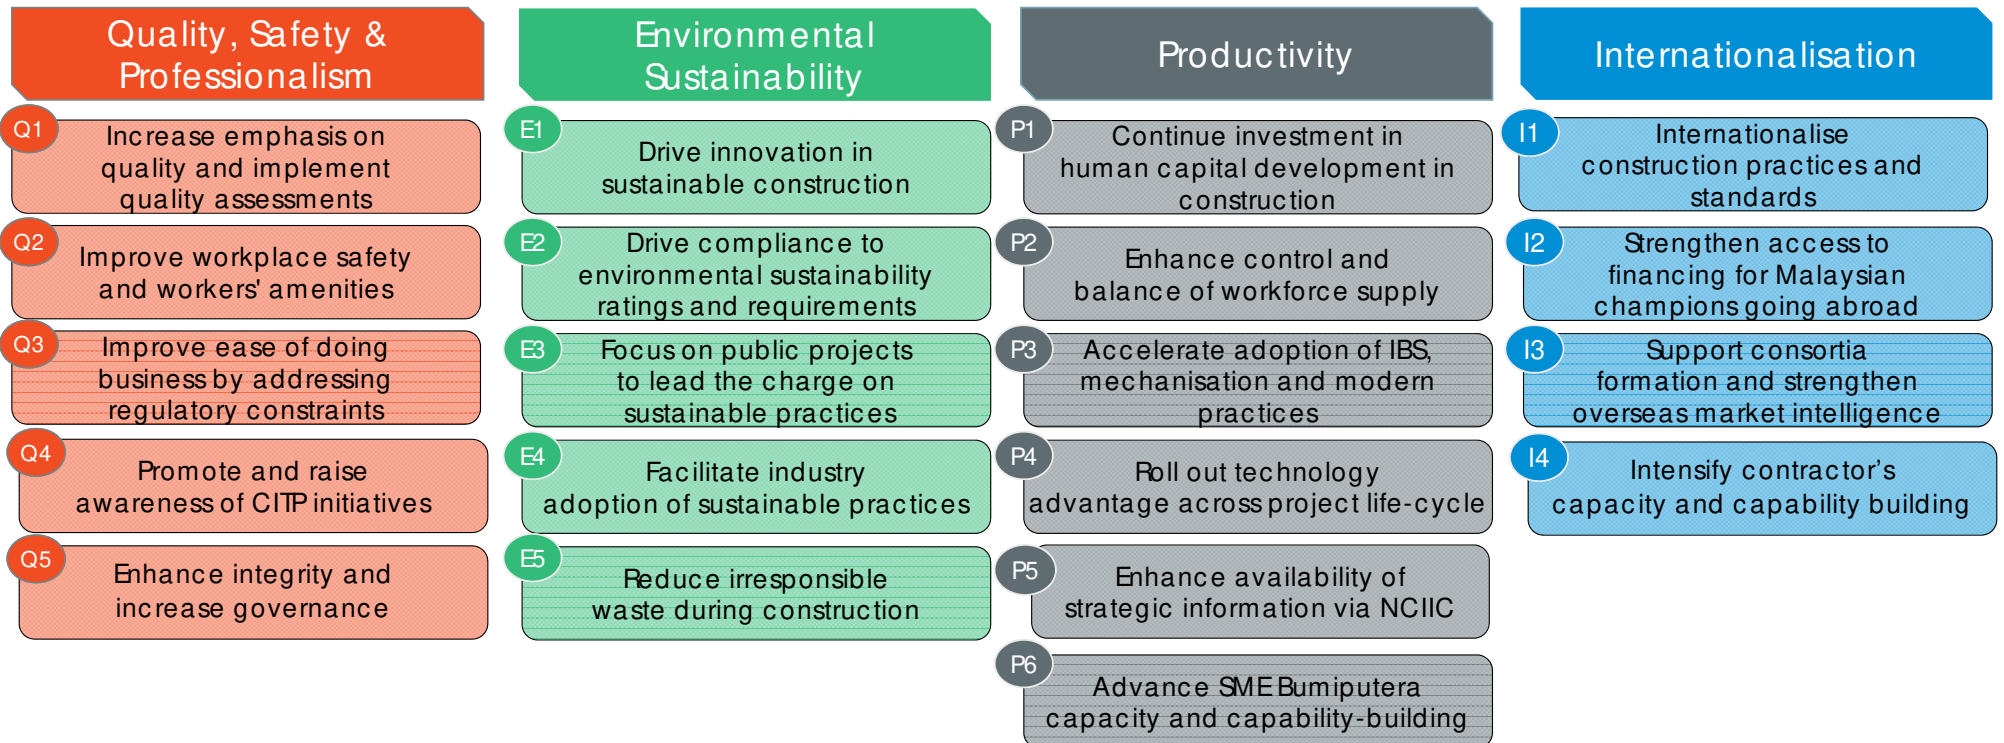 Quality, Safety &
Professionalism
Q1
Increase emphasis on
quality and implement
quality assessments
Q2
Improve workplace safety
and workers' amenities
Q3
Improve ease of doing
business by addressing
regulatory constraints
Q4
Promote and raise
awareness of CITP initiatives
Q5
Enhance integrity and
increase governance
Environmental
Sustainability
E1
Drive innovation in
sustainable construction
E2
Drive compliance to
environmental sustainability
ratings and requirements
E3
Focus on public projects
to lead the charge on
sustainable practices
E4
Facilitate industry
adoption of sustainable practices
E5
Reduce irresponsible
waste during construction
Productivity
P1
Continue investment in
human capital development in
construction
P2
Enhance control and
balance of workforce supply
P3
Accelerate adoption of IBS,
mechanisation and modern
practices
P4
Roll out technology
advantage across project life-cycle
P5
Enhance availability of
strategic information via NCIIC
P6
Advance SME Bumiputera
capacity and capability-building
Internationalisation
I1
Internationalise
construction practices and
standards
I2
Strengthen access to
financing for Malaysian
champions going abroad
I3
Support consortia
formation and strengthen
overseas market intelligence
I4
Intensify contractor’s
capacity and capability building